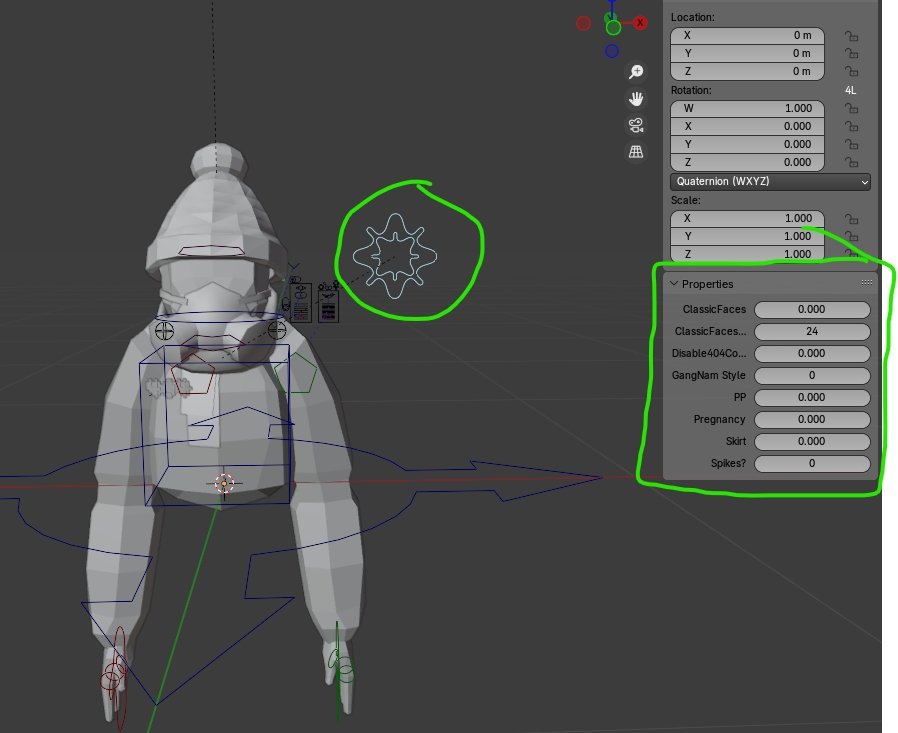 X
Location:
X 0 m
Y 0 m
Z 0 m
Rotation: 4L
W 1.000
X 0.000
Y 0.000
Z 0.000
Quaternion (WXYZ)
Scale:
X 1.000
Y 1.000
Z 1.000
Properties
ClassicFaces 0.000
ClassicFaces... 24
Disable404Co... 0.000
GangNam Style 0
PP 0.000
Pregnancy 0.000
Skirt 0.000
Spikes? 0